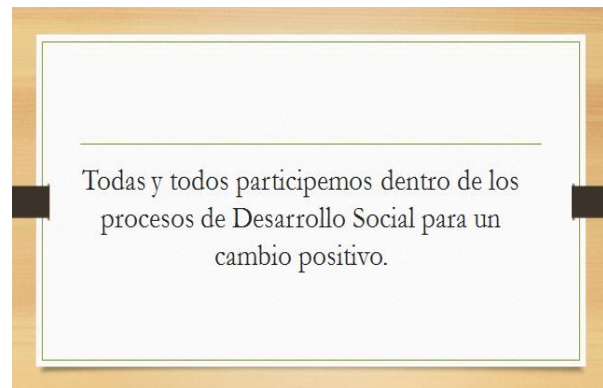 Todas y todos participemos dentro de los
procesos de Desarrollo Social para un
cambio positivo.